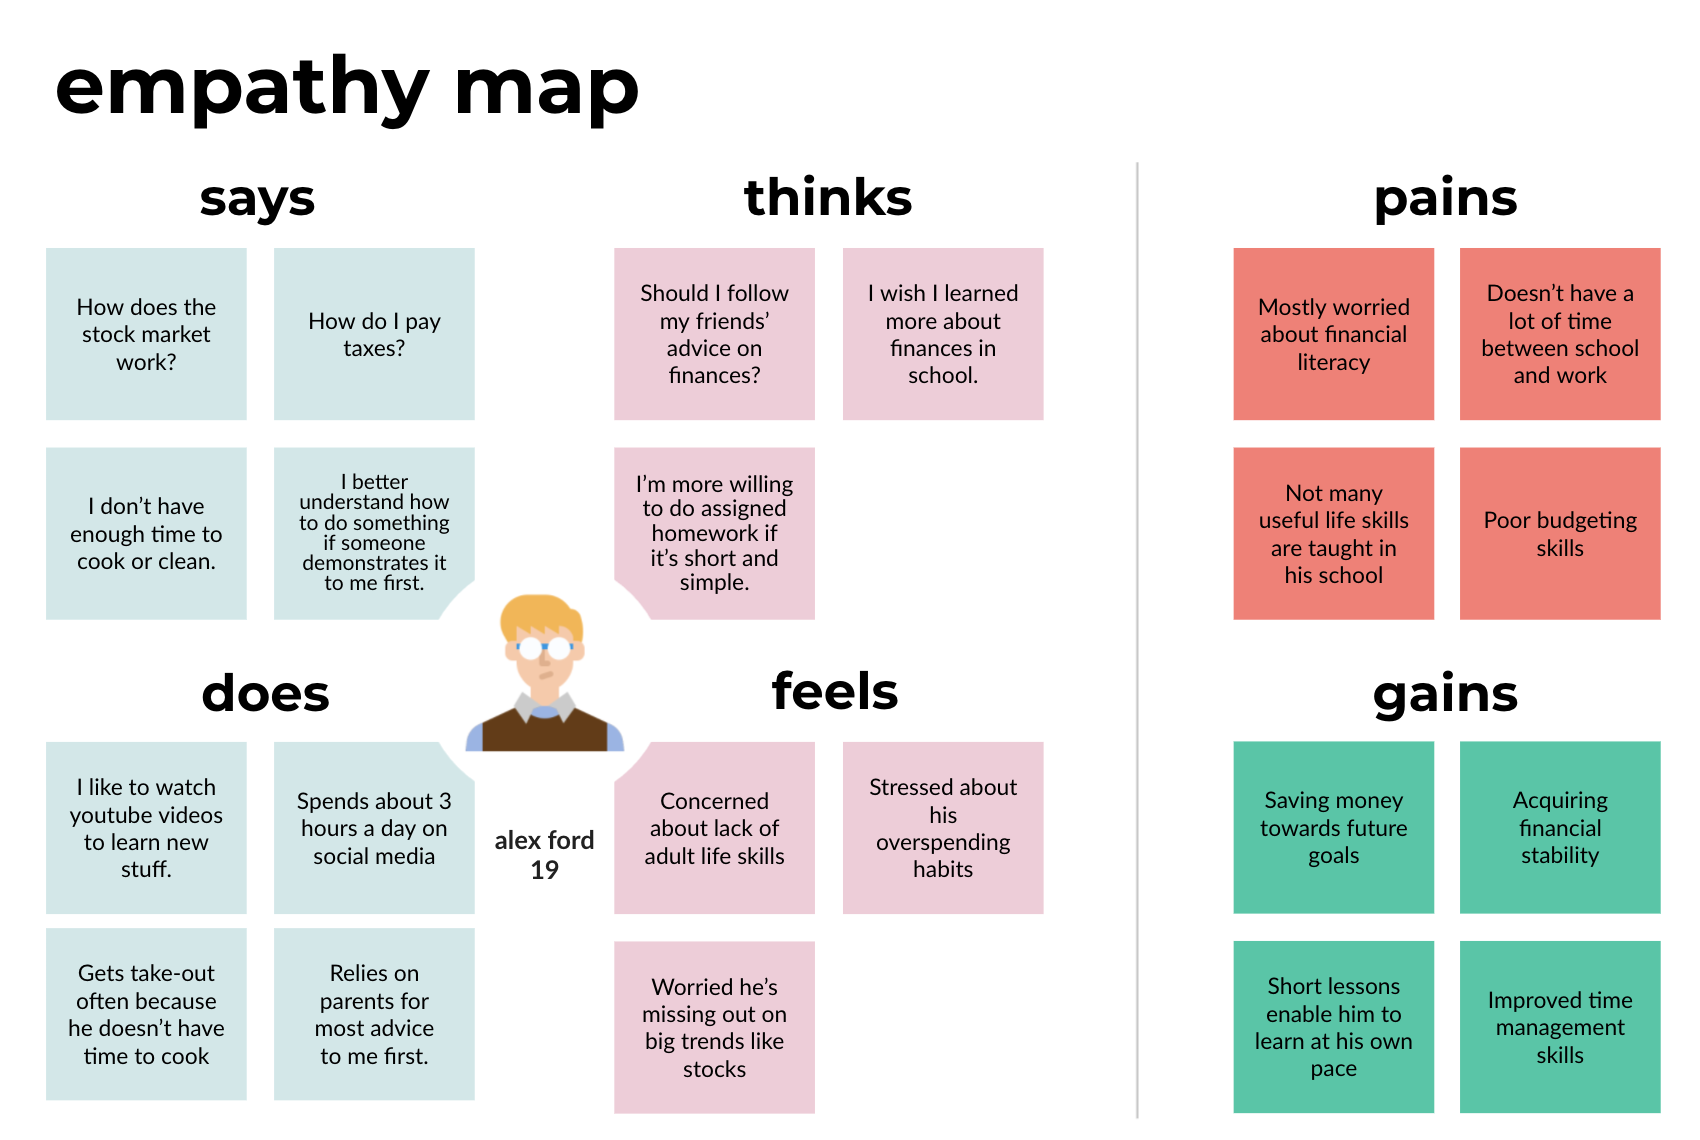 empathy map
says
How does the
stock market
work?
How do I pay
taxes?
I don't have
enough time to
cook or clean.
I better
understand how
to do something
if someone
demonstrates it
to me first.
thinks
Should I follow
my friends'
advice on
finances?
I wish I learned
more about
finances in
school.
I'm more willing
to do assigned
homework if
it's short and
simple.
does
I like to watch
youtube videos
to learn new
stuff.
Spends about 3
hours a day on
social media
Gets take-out
often because
he doesn't have
time to cook
Relies on
parents for
most advice
to me first.
alex ford
19
feels
Concerned
about lack of
adult life skills
Stressed about
his
overspending
habits
Worried he's
missing out on
big trends like
stocks
pains
Mostly worried
about financial
literacy
Doesn't have a
lot of time
between school
and work
Not many
useful life skills
are taught in
his school
Poor budgeting
skills
gains
Saving money
towards future
goals
Acquiring
financial
stability
Short lessons
enable him to
learn at his own
pace
Improved time
management
skills